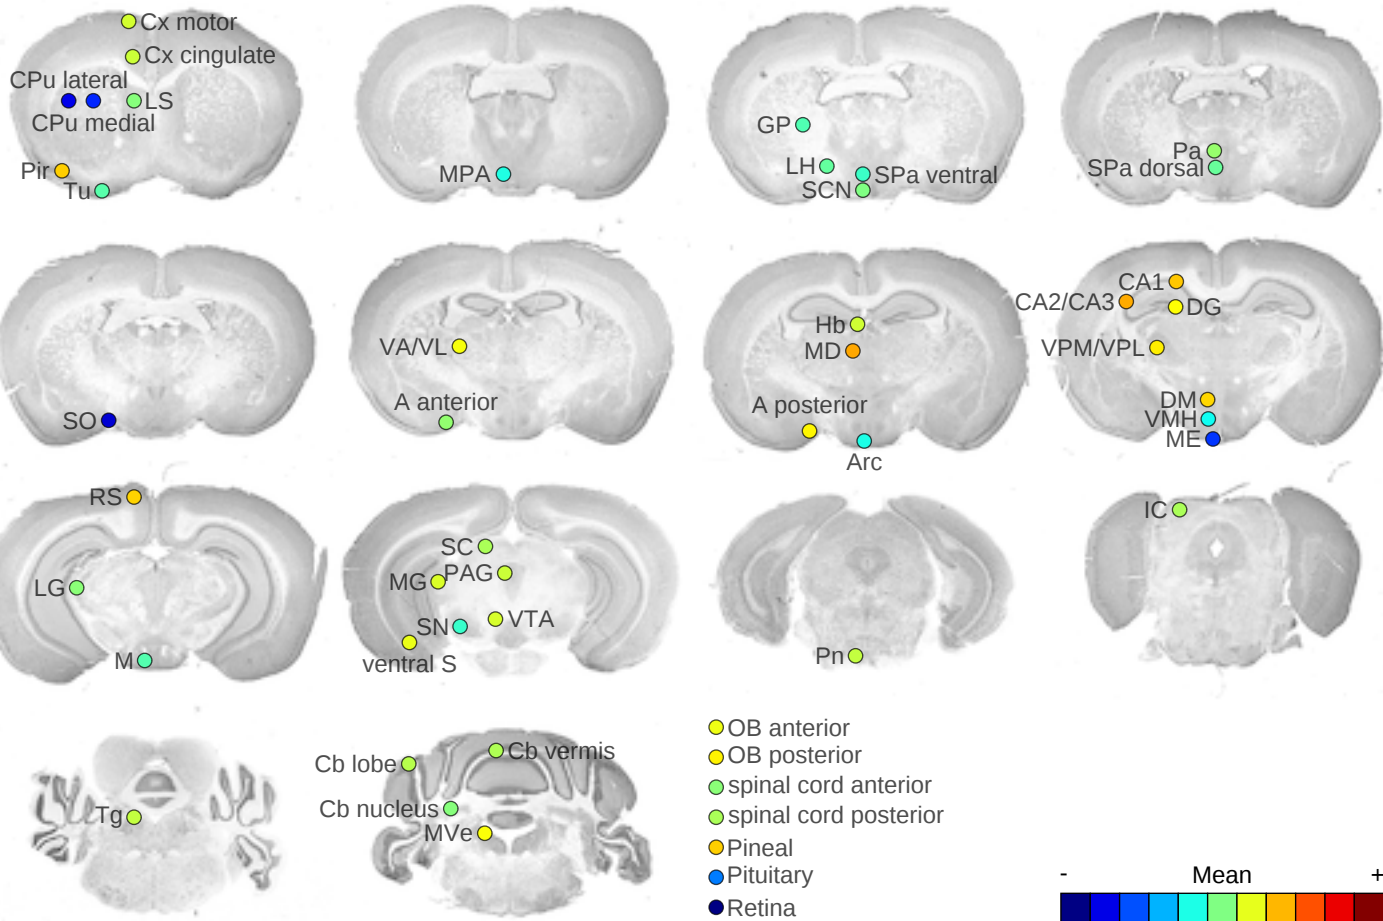 Cx motor
Cx cingulate
CPu lateral
LS
CPu medial
Pir
Tu
MPA
GP
LH
SPa ventral
SCN
Pa
SPa dorsal
SO
VA/VL
A anterior
Hb
MD
A posterior
Arc
CA1
CA2/CA3
DG
VPM/VPL
DM
VMH
ME
RS
LG
M
SC
MG
PAG
SN
VTA
ventral S
Pn
IC
Tg
Cb lobe
Cb vermis
Cb nucleus
MVe
OB anterior
OB posterior
spinal cord anterior
spinal cord posterior
Pineal
Pituitary
Retina
- Mean +